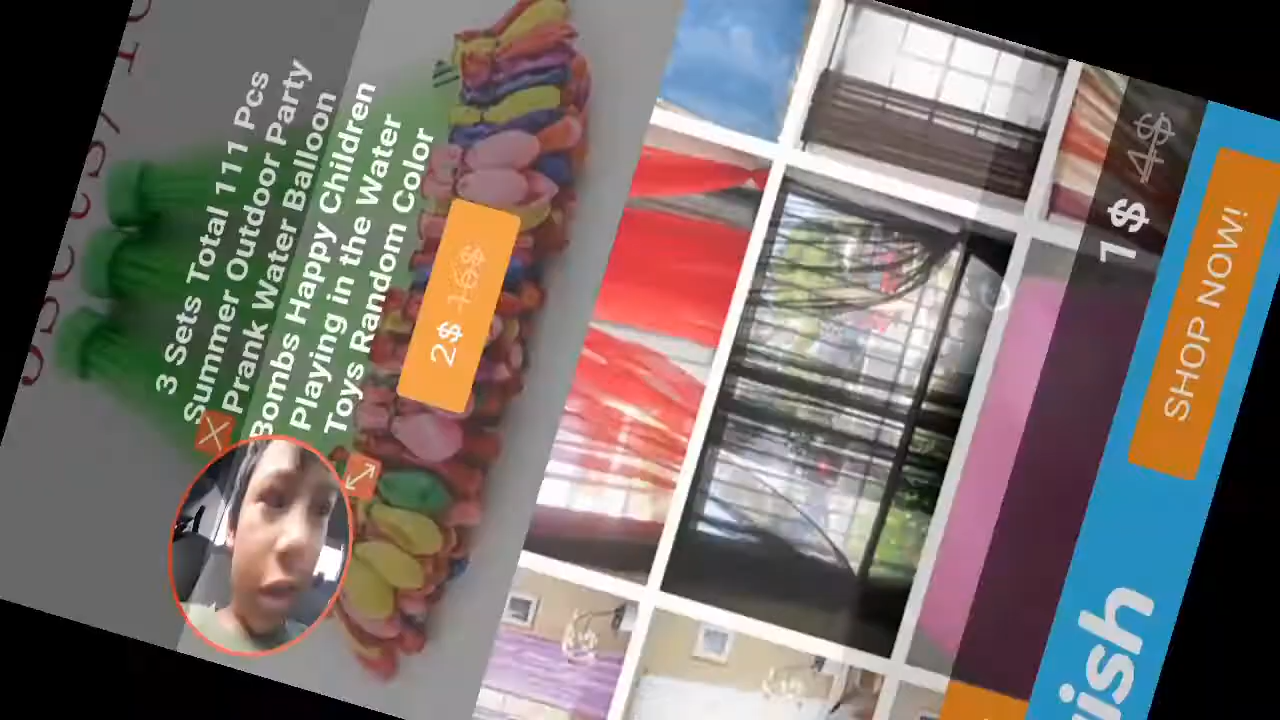 3 Sets Total 111 Pcs
Summer Outdoor Party
Prank Water Balloon
Bombs Happy Children
Playing in the Water
Toys Random Color
2$ 16$
1$ 4$
SHOP NOW!
ish